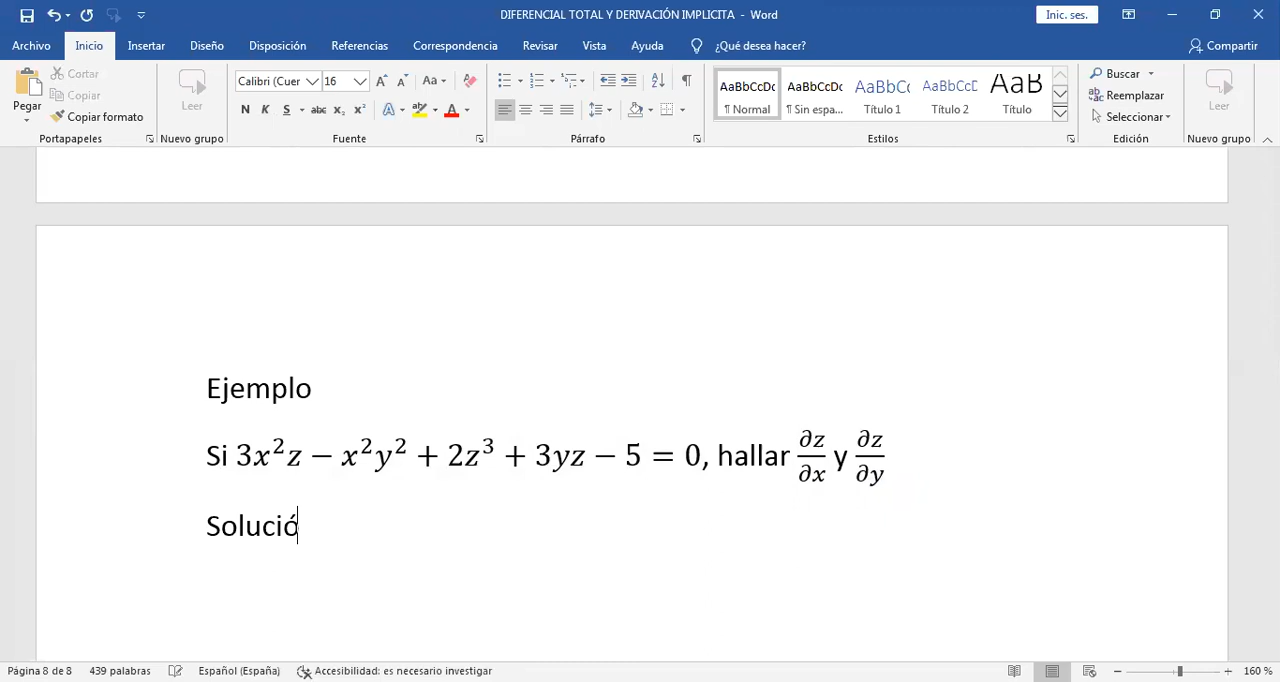 DIFERENCIAL TOTAL Y DERIVACIÓN IMPLICITA - Word
Inic. ses.
Archivo Inicio Insertar Diseño Disposición Referencias Correspondencia Revisar Vista Ayuda ¿Qué desea hacer? Compartir
Pegar Cortar Copiar Copiar formato
Leer
Calibri (Cuer 16 Aa
N K S abc x₂ x² A A
AaBbCcDc AaBbCcDc AaBbCc AaBbCcD AaB
¶ Normal ¶ Sin espa... Título 1 Título 2 Título
Buscar
Reemplazar
Seleccionar
Leer
Portapapeles Nuevo grupo Fuente Párrafo Estilos Edición Nuevo grupo
Ejemplo
Si 3x²z − x²y² + 2z³ + 3yz − 5 = 0, hallar ∂z/∂x y ∂z/∂y
Solució
Página 8 de 8 439 palabras Español (España) Accesibilidad: es necesario investigar 160 %